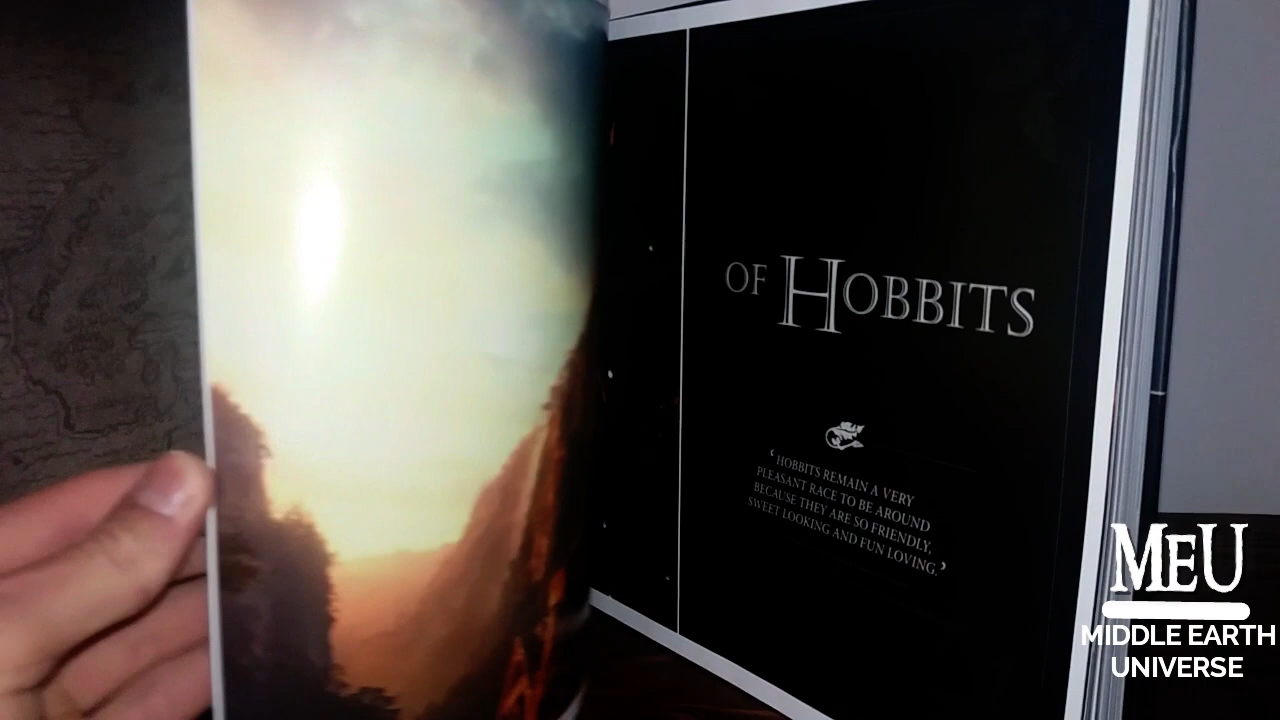 OF HOBBITS
‘ HOBBITS REMAIN A VERY
PLEASANT RACE TO BE AROUND
BECAUSE THEY ARE SO FRIENDLY,
SWEET LOOKING AND FUN LOVING.’
MEU
MIDDLE EARTH
UNIVERSE